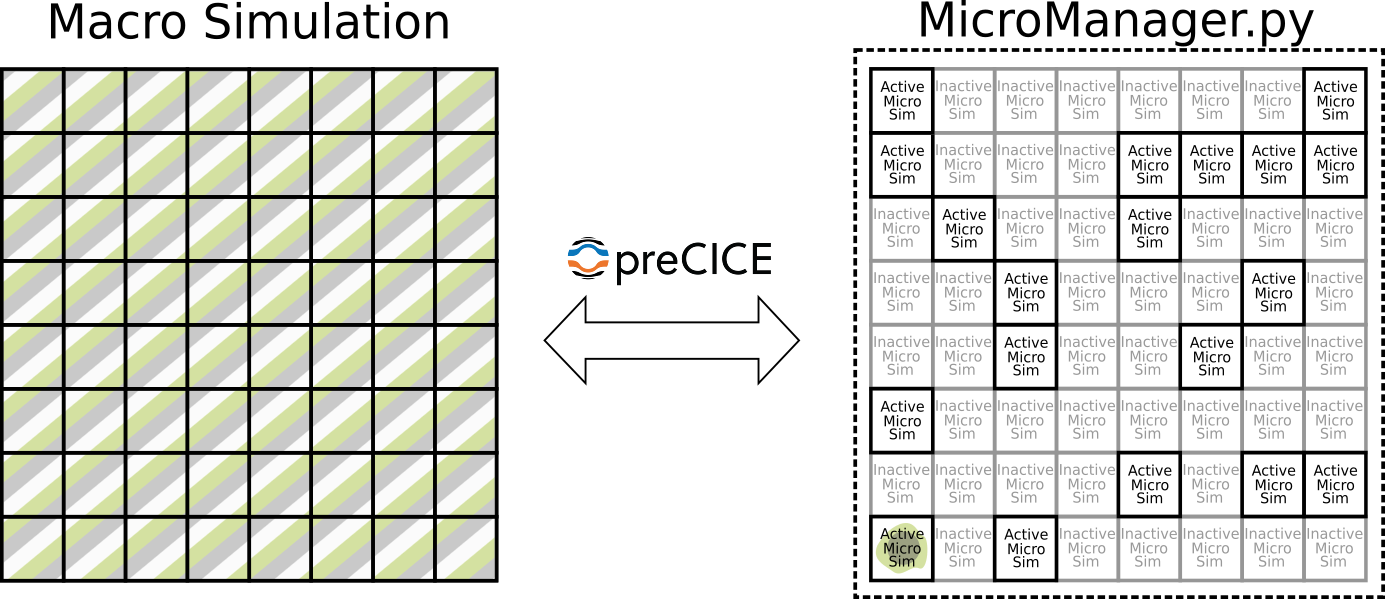 Macro Simulation
MicroManager.py
preCICE
Active Inactive Inactive Inactive Inactive Inactive Inactive Active
Micro Micro Micro Micro Micro Micro Micro Micro
Sim Sim Sim Sim Sim Sim Sim Sim
Active Inactive Inactive Inactive Active Active Active Active
Micro Micro Micro Micro Micro Micro Micro Micro
Sim Sim Sim Sim Sim Sim Sim Sim
Inactive Active Inactive Inactive Active Inactive Inactive Inactive
Micro Micro Micro Micro Micro Micro Micro Micro
Sim Sim Sim Sim Sim Sim Sim Sim
Inactive Inactive Active Inactive Inactive Inactive Active Inactive
Micro Micro Micro Micro Micro Micro Micro Micro
Sim Sim Sim Sim Sim Sim Sim Sim
Inactive Inactive Active Inactive Inactive Active Inactive Inactive
Micro Micro Micro Micro Micro Micro Micro Micro
Sim Sim Sim Sim Sim Sim Sim Sim
Active Inactive Inactive Inactive Inactive Inactive Inactive Inactive
Micro Micro Micro Micro Micro Micro Micro Micro
Sim Sim Sim Sim Sim Sim Sim Sim
Inactive Inactive Inactive Inactive Active Inactive Active Active
Micro Micro Micro Micro Micro Micro Micro Micro
Sim Sim Sim Sim Sim Sim Sim Sim
Active Inactive Active Inactive Inactive Inactive Inactive Inactive
Micro Micro Micro Micro Micro Micro Micro Micro
Sim Sim Sim Sim Sim Sim Sim Sim